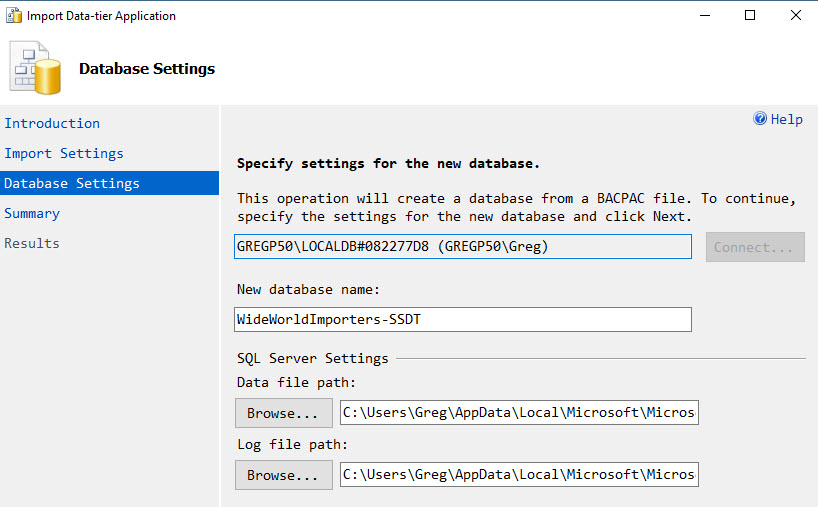 Import Data-tier Application
Database Settings
Introduction
Import Settings
Database Settings
Summary
Results
Help
Specify settings for the new database.
This operation will create a database from a BACPAC file. To continue,
specify the settings for the new database and click Next.
GREGP50\LOCALDB#082277D8 (GREGP50\Greg)
Connect...
New database name:
WideWorldImporters-SSDT
SQL Server Settings
Data file path:
Browse...
C:\Users\Greg\AppData\Local\Microsoft\Micros
Log file path:
Browse...
C:\Users\Greg\AppData\Local\Microsoft\Micros